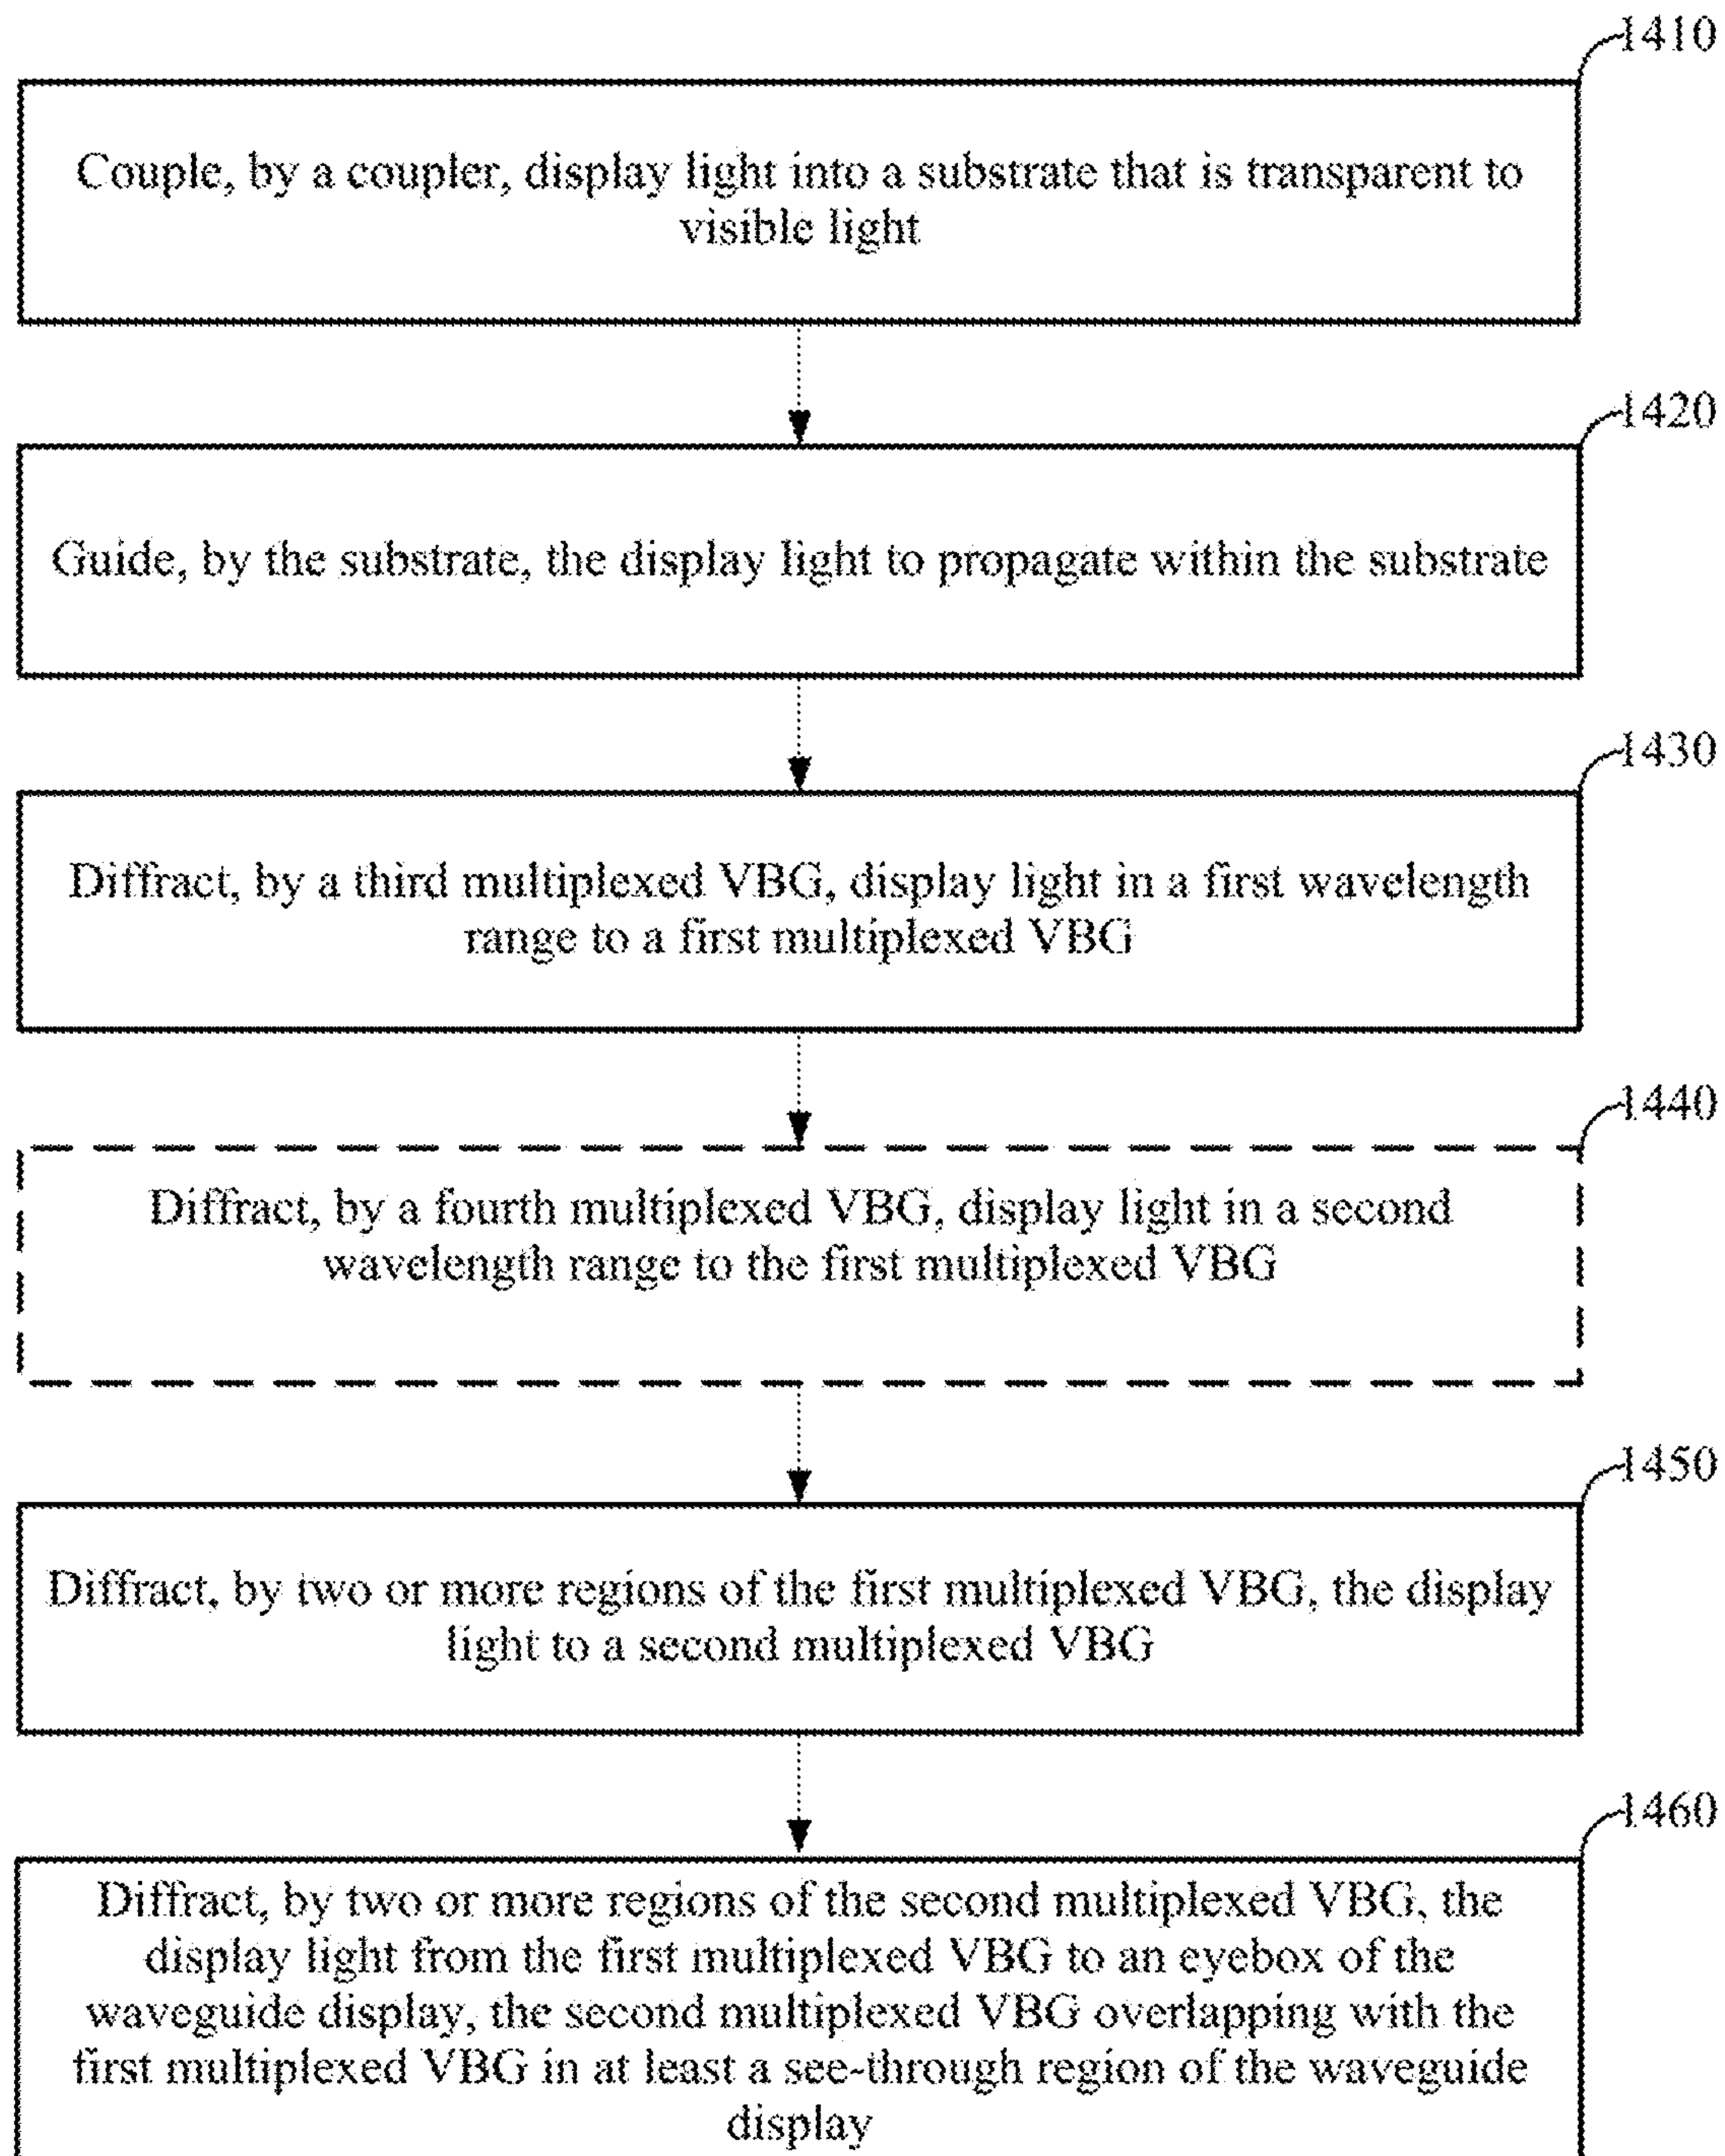 1410
Couple, by a coupler, display light into a substrate that is transparent to
visible light
1420
Guide, by the substrate, the display light to propagate within the substrate
1430
Diffract, by a third multiplexed VBG, display light in a first wavelength
range to a first multiplexed VBG
1440
Diffract, by a fourth multiplexed VBG, display light in a second
wavelength range to the first multiplexed VBG
1450
Diffract, by two or more regions of the first multiplexed VBG, the display
light to a second multiplexed VBG
1460
Diffract, by two or more regions of the second multiplexed VBG, the
display light from the first multiplexed VBG to an eyebox of the
waveguide display, the second multiplexed VBG overlapping with the
first multiplexed VBG in at least a see-through region of the waveguide
display